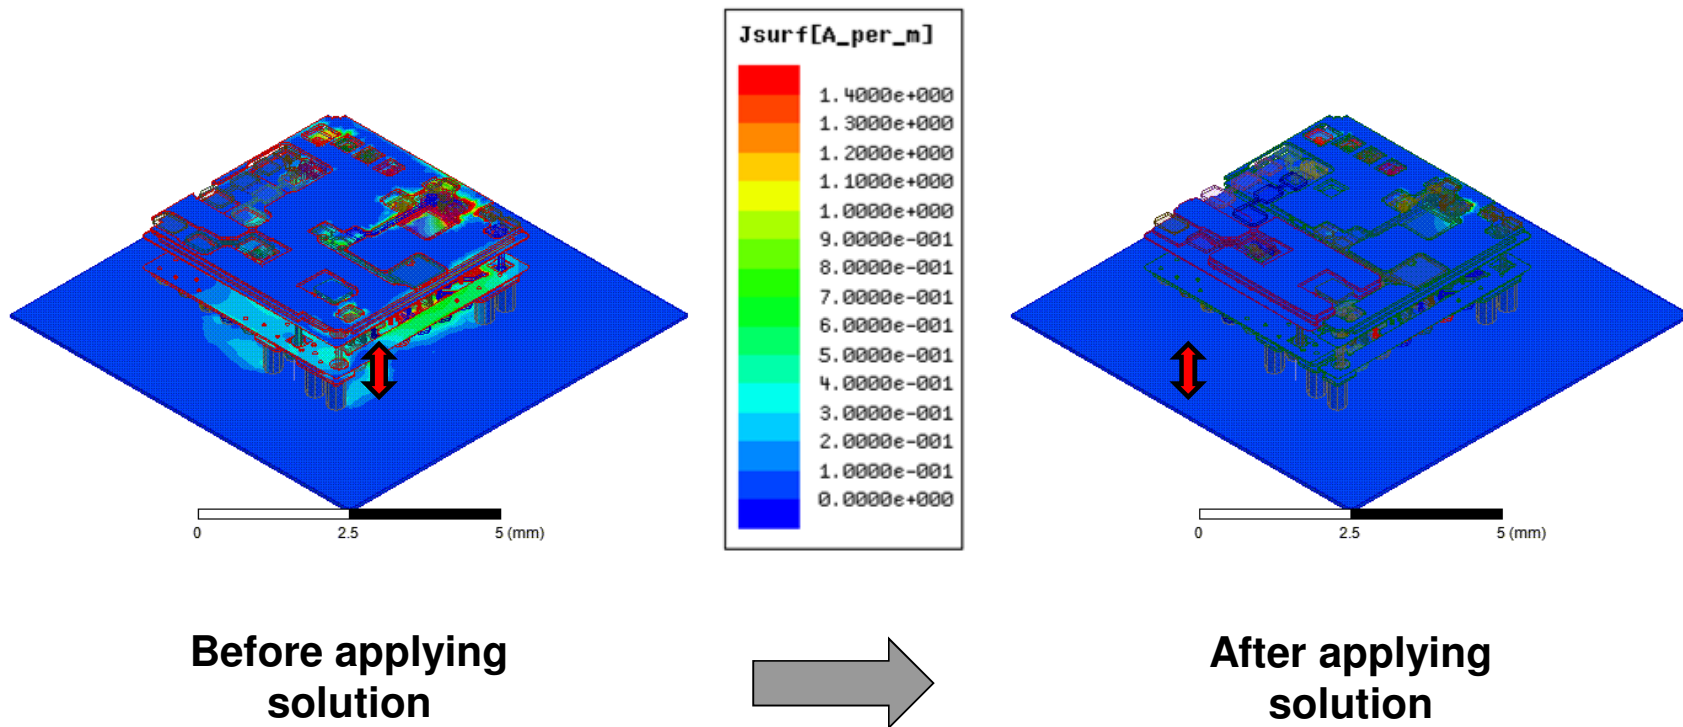 Jsurf[A_per_m]
1.4000e+000
1.3000e+000
1.2000e+000
1.1000e+000
1.0000e+000
9.0000e-001
8.0000e-001
7.0000e-001
6.0000e-001
5.0000e-001
4.0000e-001
3.0000e-001
2.0000e-001
1.0000e-001
0.0000e+000
0 2.5 5 (mm)
0 2.5 5 (mm)
Before applying
solution
After applying
solution